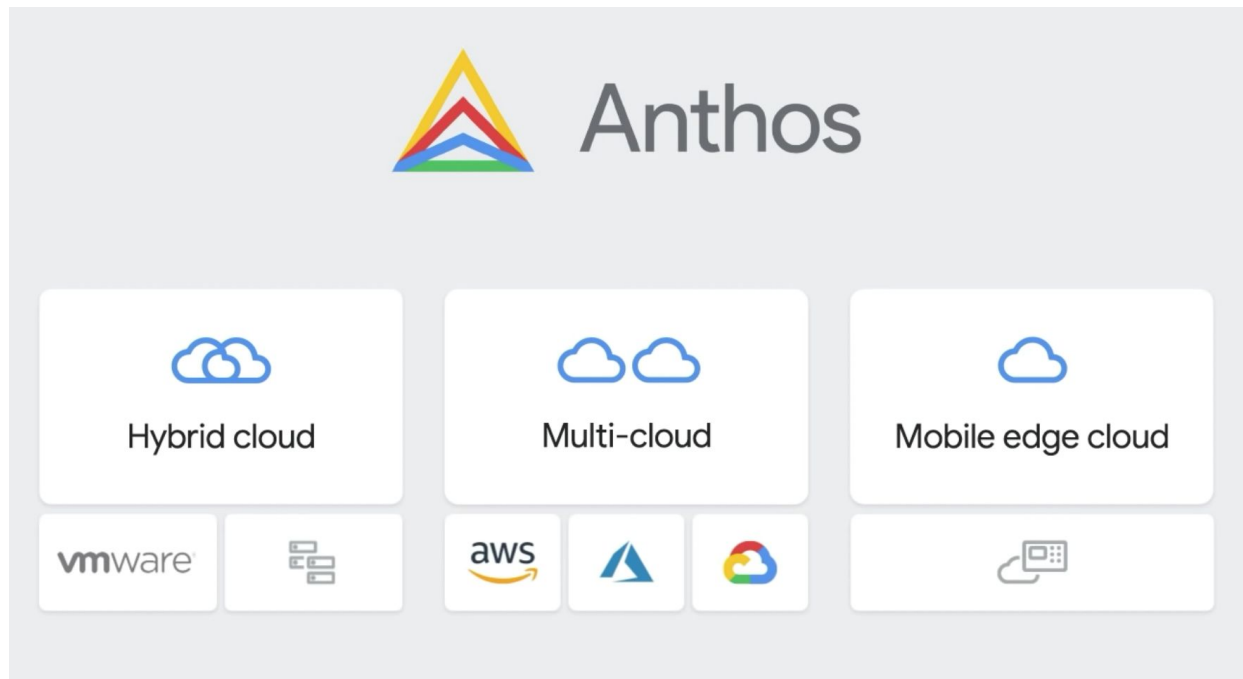 Anthos
Hybrid cloud
Multi-cloud
Mobile edge cloud
vmware
aws